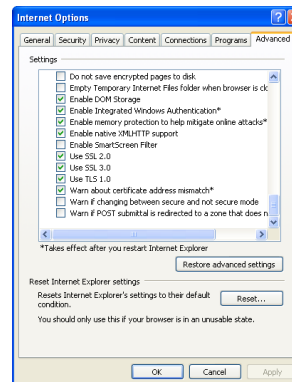 Internet Options
General Security Privacy Content Connections Programs Advanced
Settings
Do not save encrypted pages to disk
Empty Temporary Internet Files folder when browser is clo
Enable DOM Storage
Enable Integrated Windows Authentication*
Enable memory protection to help mitigate online attacks*
Enable native XMLHTTP support
Enable SmartScreen Filter
Use SSL 2.0
Use SSL 3.0
Use TLS 1.0
Warn about certificate address mismatch*
Warn if changing between secure and not secure mode
Warn if POST submittal is redirected to a zone that does n
*Takes effect after you restart Internet Explorer
Restore advanced settings
Reset Internet Explorer settings
Resets Internet Explorer's settings to their default
condition.
Reset...
You should only use this if your browser is in an unusable state.
OK Cancel Apply